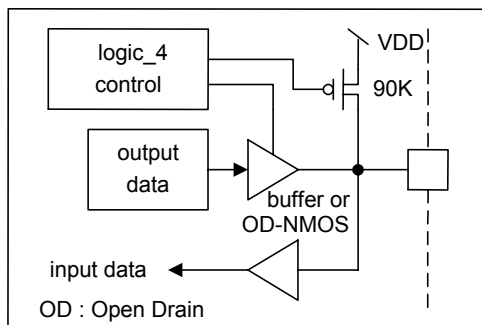 logic_4
control
VDD
90K
output
data
buffer or
OD-NMOS
input data
OD : Open Drain